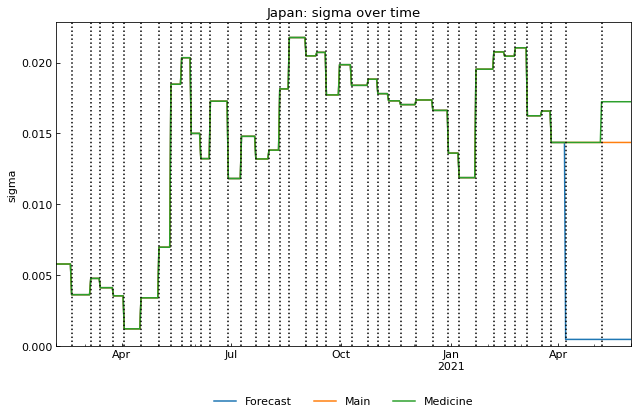 Japan: sigma over time
sigma
0.020
0.015
0.010
0.005
0.000
Apr
Jul
Oct
Jan
2021
Apr
Forecast
Main
Medicine